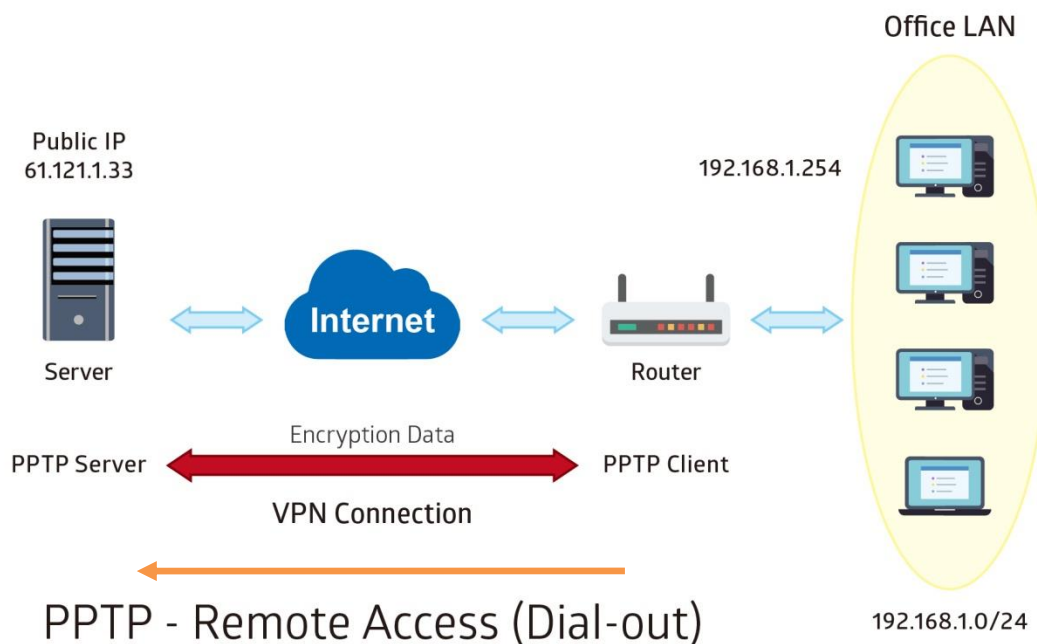 Office LAN
Public IP
61.121.1.33
192.168.1.254
Internet
Server
Router
Encryption Data
PPTP Server
PPTP Client
VPN Connection
PPTP - Remote Access (Dial-out)
192.168.1.0/24